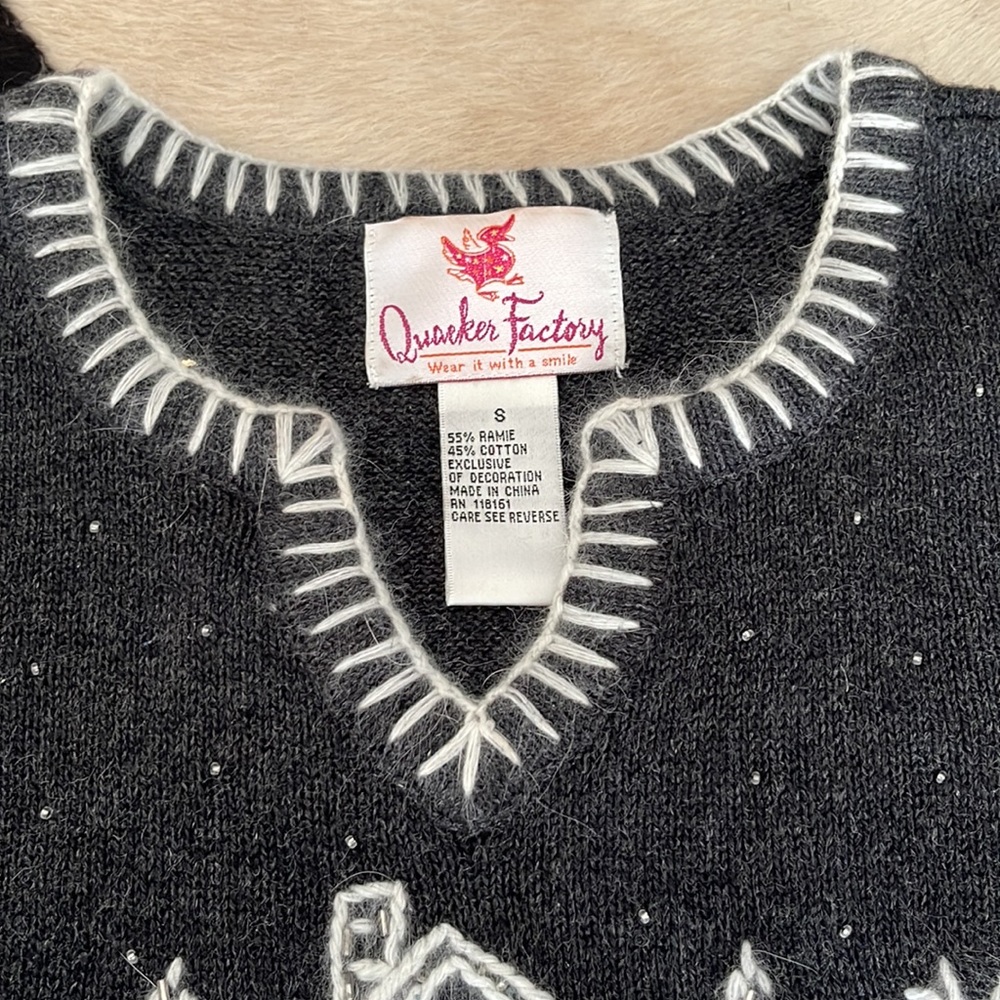 Quacker Factory
Wear it with a smile
S
55% RAMIE
45% COTTON
EXCLUSIVE
OF DECORATION
MADE IN CHINA
RN 118161
CARE SEE REVERSE